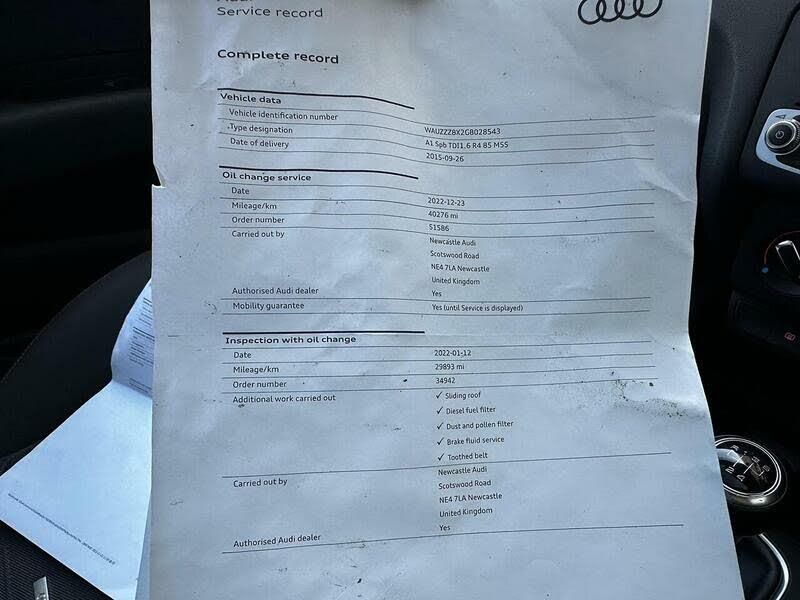 Audi
Service record
Complete record
Vehicle data
Vehicle identification number WAUZZZ8X2GB028543
Type designation A1 Spb TDI1.6 R4 85 M5S
Date of delivery 2015-09-26
Oil change service
Date 2022-12-23
Mileage/km 40276 mi
Order number 51586
Carried out by Newcastle Audi
Scotswood Road
NE4 7LA Newcastle
United Kingdom
Authorised Audi dealer Yes
Mobility guarantee Yes (until Service is displayed)
Inspection with oil change
Date 2022-01-12
Mileage/km 29893 mi
Order number 34942
Additional work carried out ✓ Sliding roof
✓ Diesel fuel filter
✓ Dust and pollen filter
✓ Brake fluid service
✓ Toothed belt
Carried out by Newcastle Audi
Scotswood Road
NE4 7LA Newcastle
United Kingdom
Authorised Audi dealer Yes